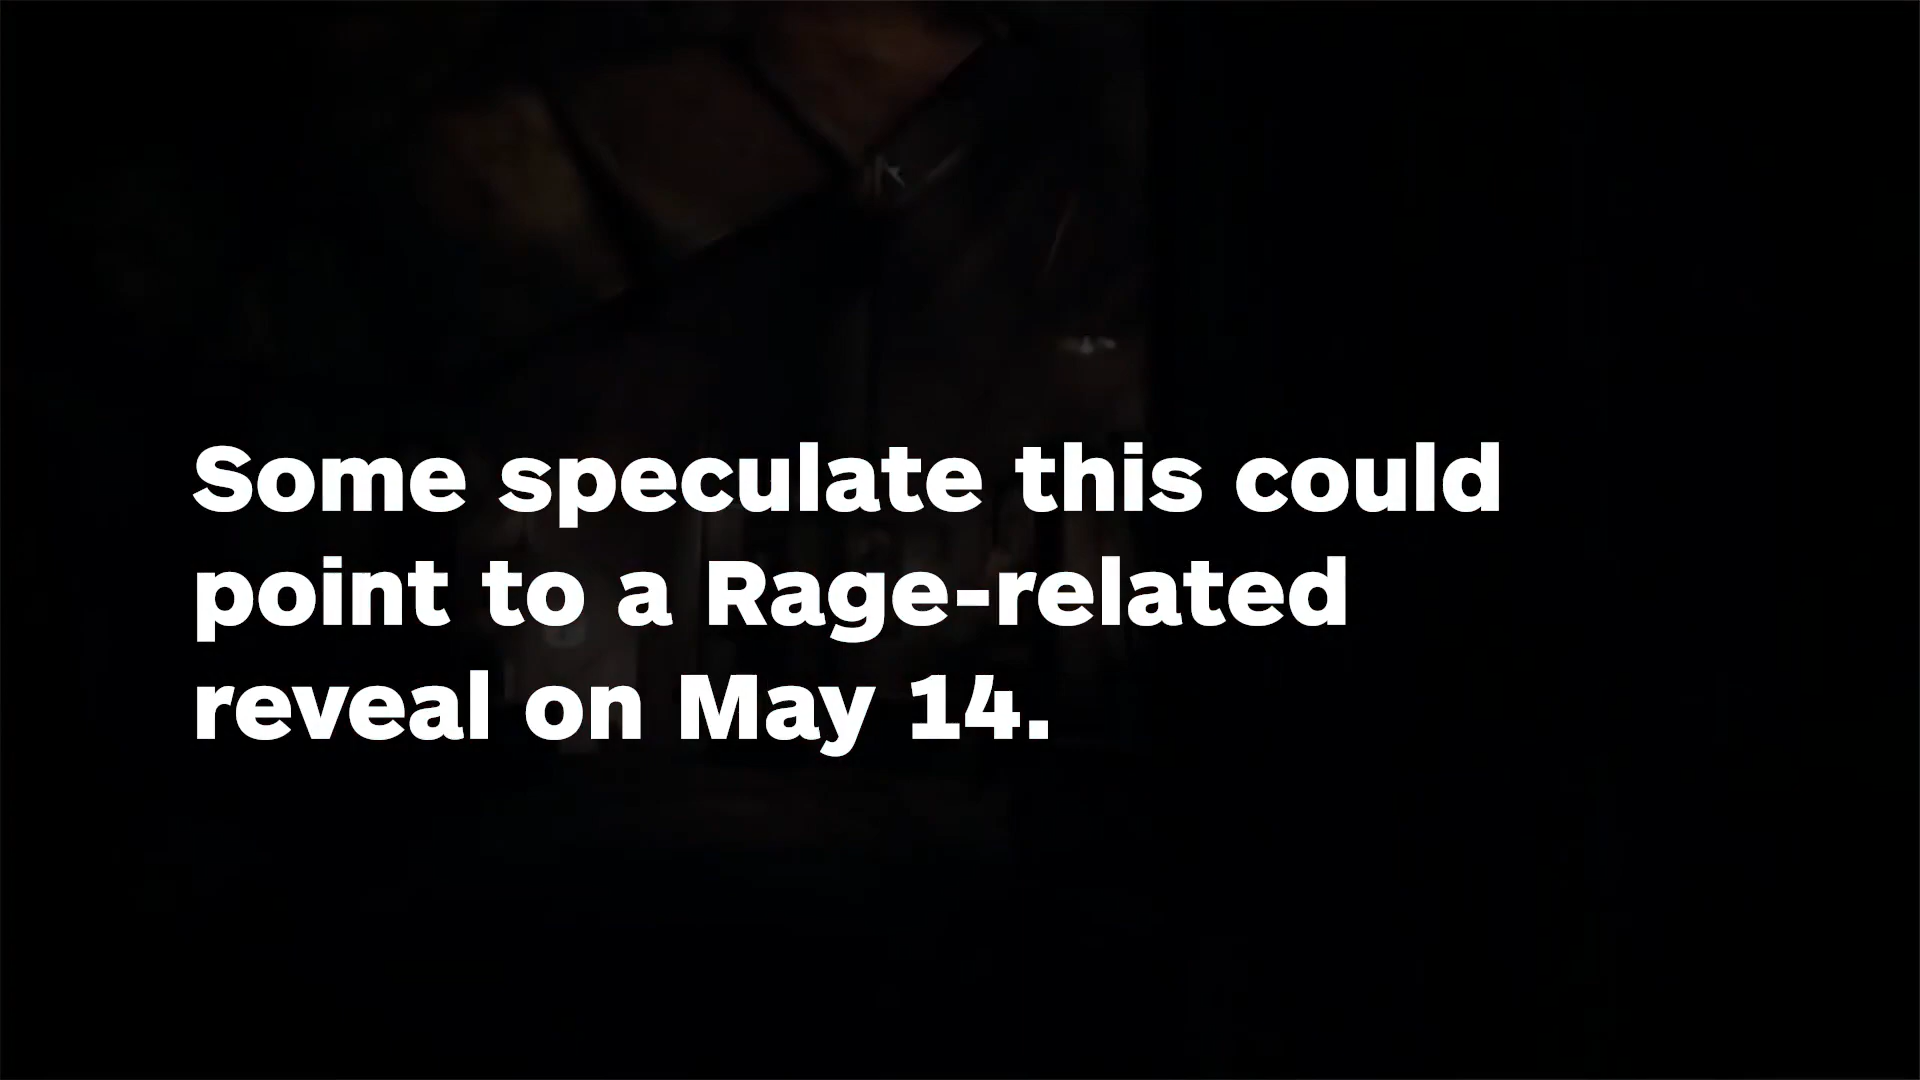 Some speculate this could
point to a Rage-related
reveal on May 14.